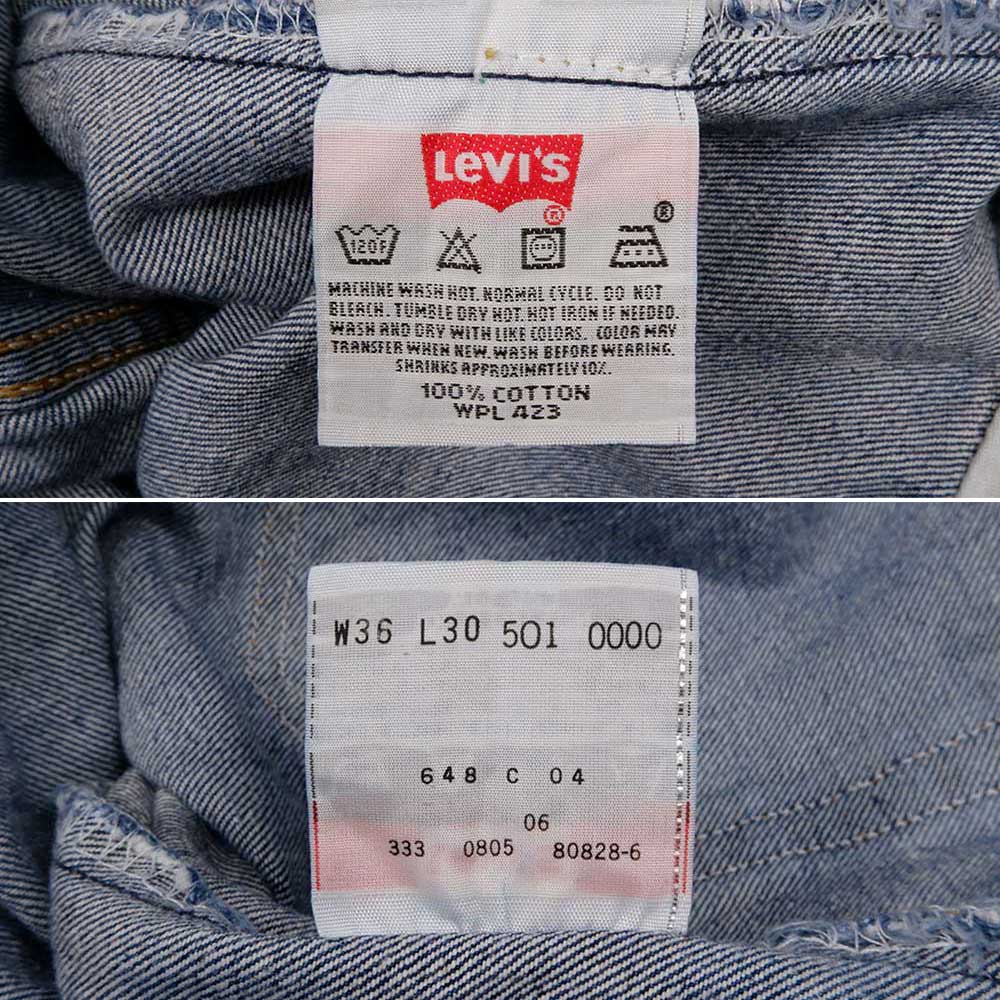 Levi's
®
120F
®
MACHINE WASH HOT. NORMAL CYCLE. DO NOT
BLEACH. TUMBLE DRY HOT. HOT IRON IF NEEDED.
WASH AND DRY WITH LIKE COLORS. COLOR MAY
TRANSFER WHEN NEW. WASH BEFORE WEARING.
SHRINKS APPROXIMATELY 10%.
100% COTTON
WPL 423
W36 L30 501 0000
648 C 04
06
333 0805 80828-6